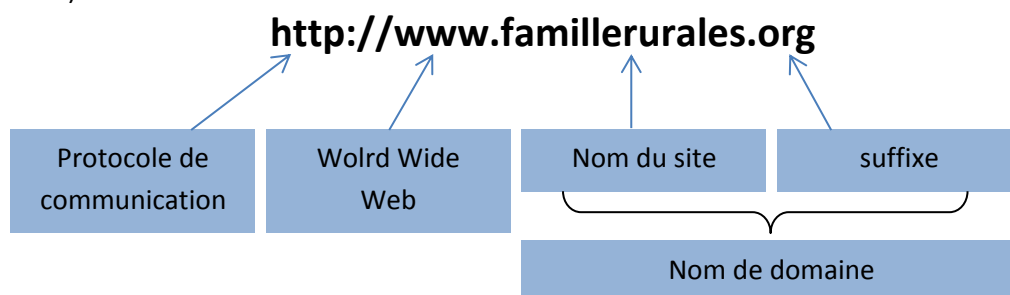 http://www.famillerurales.org
Protocole de
communication
Wolrd Wide
Web
Nom du site
suffixe
Nom de domaine